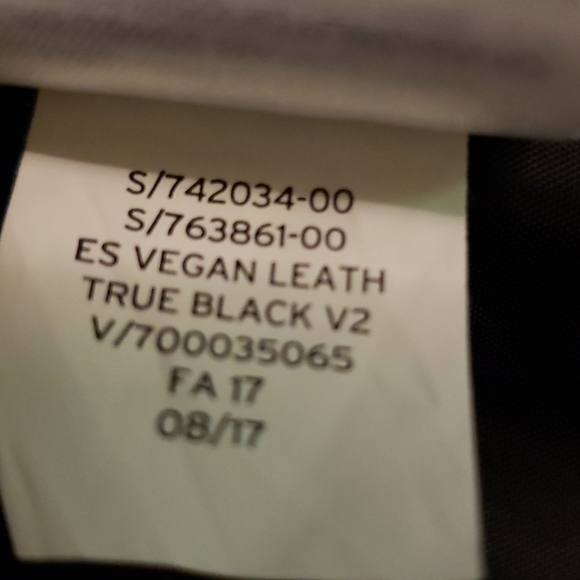 S/742034-00
S/763861-00
ES VEGAN LEATH
TRUE BLACK V2
V/700035065
FA 17
08/17